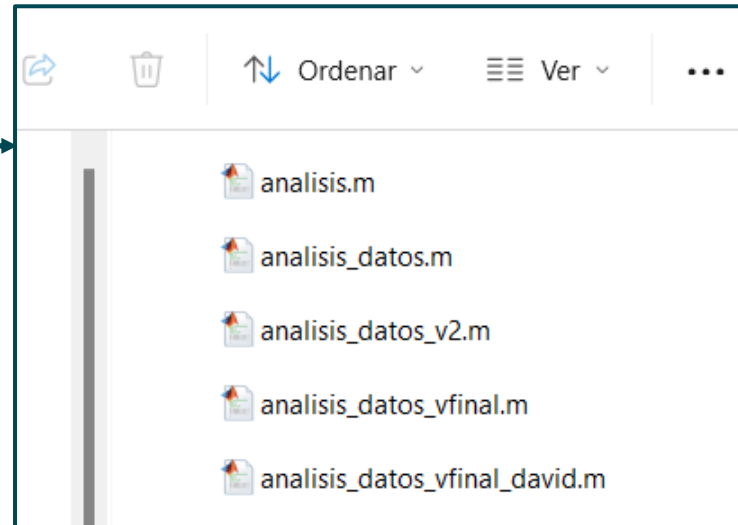 Ordenar Ver ...
analisis.m
analisis_datos.m
analisis_datos_v2.m
analisis_datos_vfinal.m
analisis_datos_vfinal_david.m